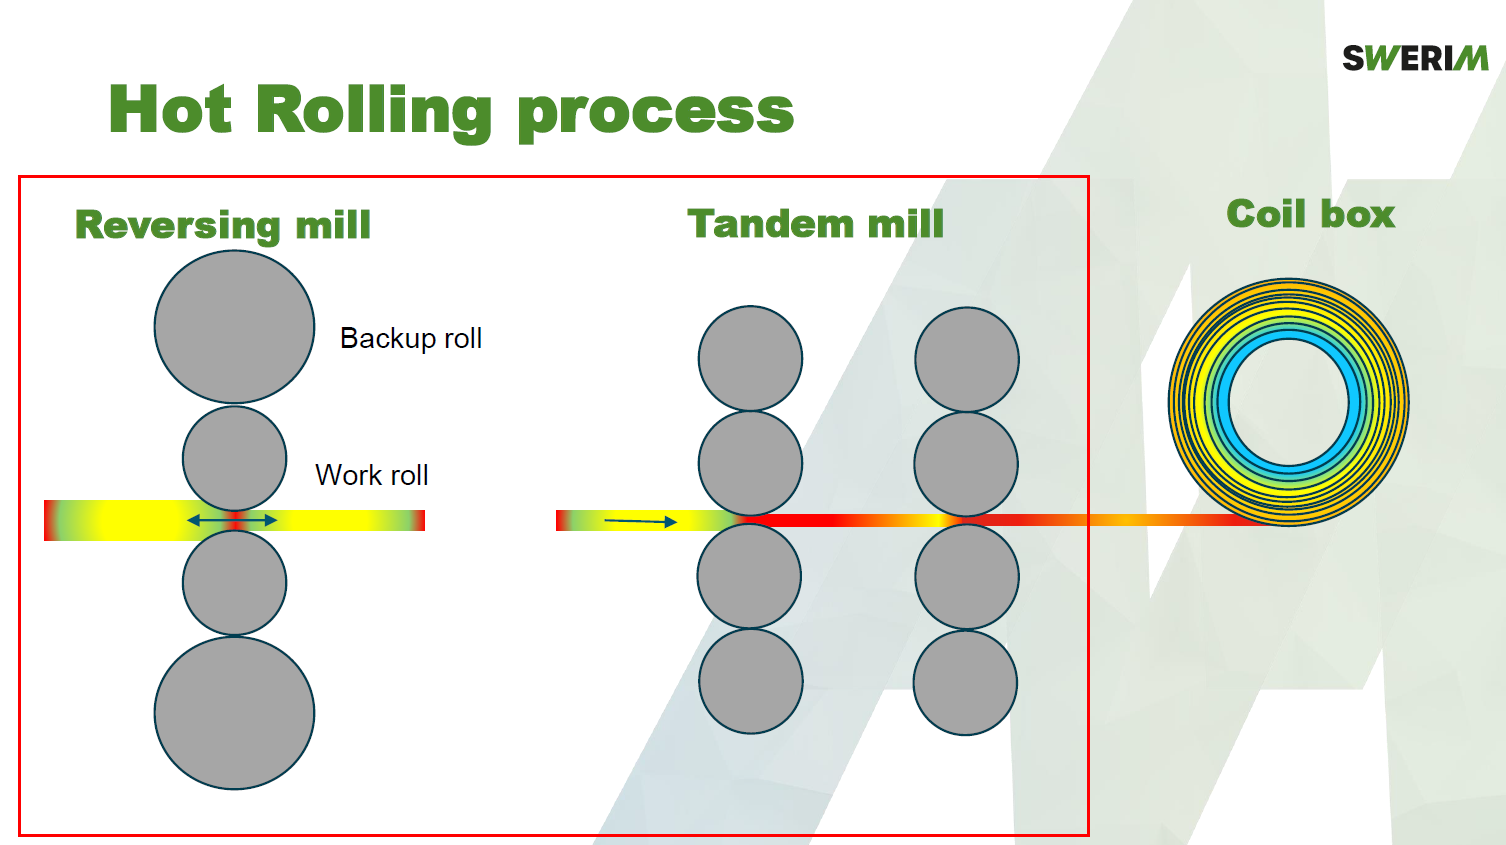 SWERIM
Hot Rolling process
Reversing mill
Tandem mill
Coil box
Backup roll
Work roll